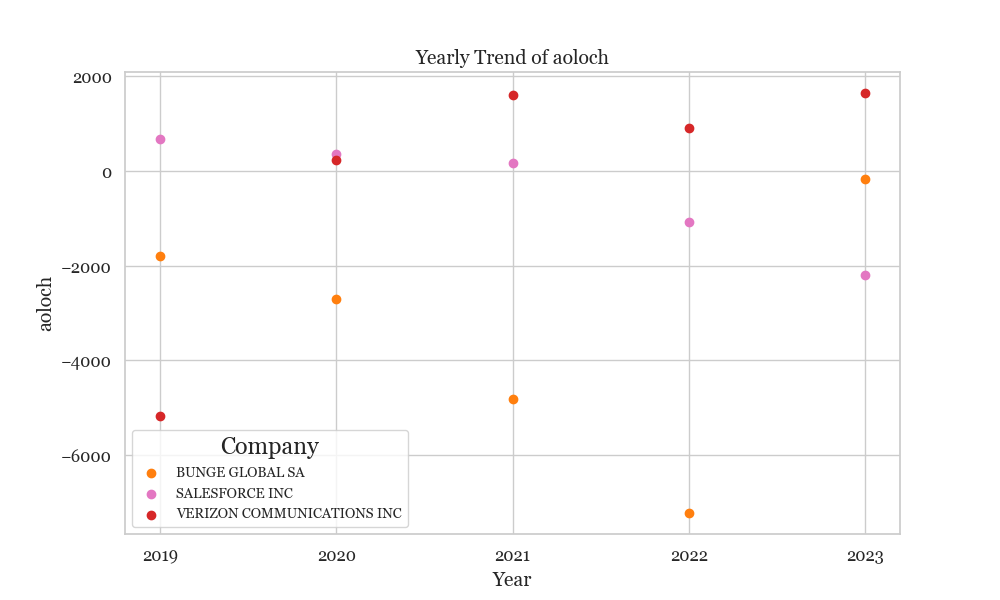 Yearly Trend of aoloch
2000
0
−2000
−4000
−6000
aoloch
Company
BUNGE GLOBAL SA
SALESFORCE INC
VERIZON COMMUNICATIONS INC
2019 2020 2021 2022 2023
Year